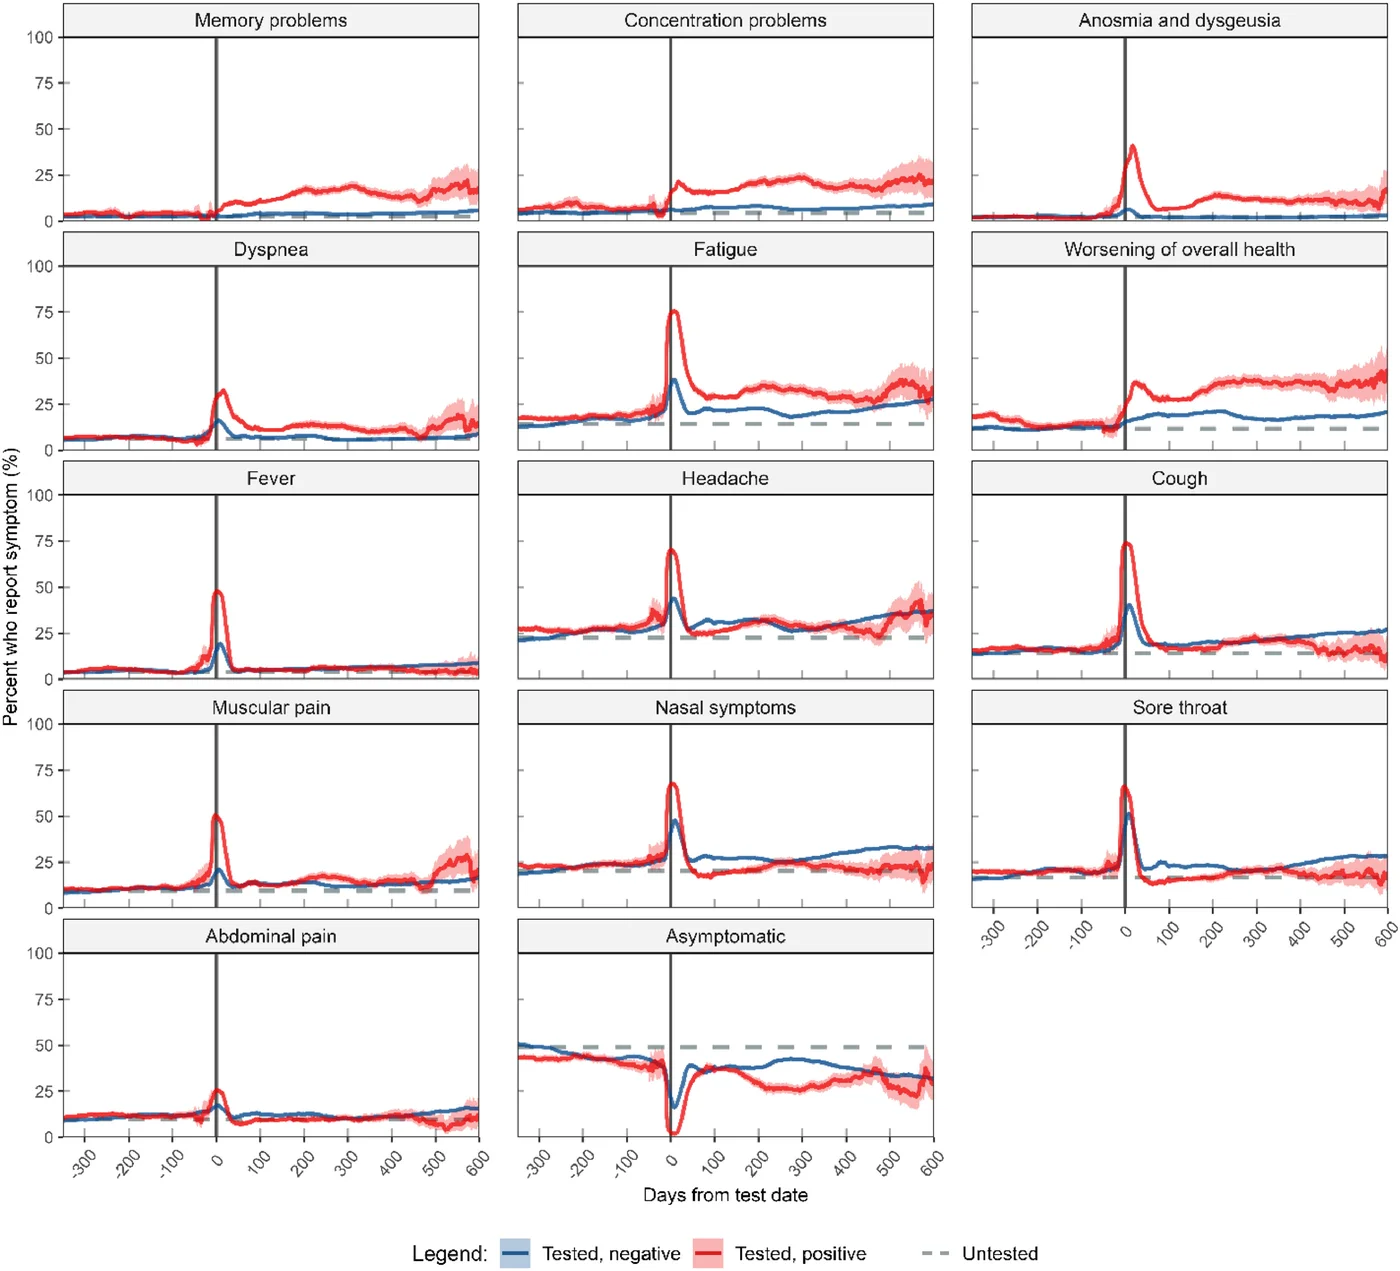 Memory problems
Concentration problems
Anosmia and dysgeusia
100
75
50
25
0
Dyspnea
Fatigue
Worsening of overall health
100
75
50
25
0
Fever
Headache
Cough
100
75
50
25
0
Percent who report symptom (%)
Muscular pain
Nasal symptoms
Sore throat
100
75
50
25
0
-300 -200 -100 0 100 200 300 400 500 600
Abdominal pain
Asymptomatic
100
75
50
25
0
-300 -200 -100 0 100 200 300 400 500 600
-300 -200 -100 0 100 200 300 400 500 600
Days from test date
Legend: Tested, negative Tested, positive Untested